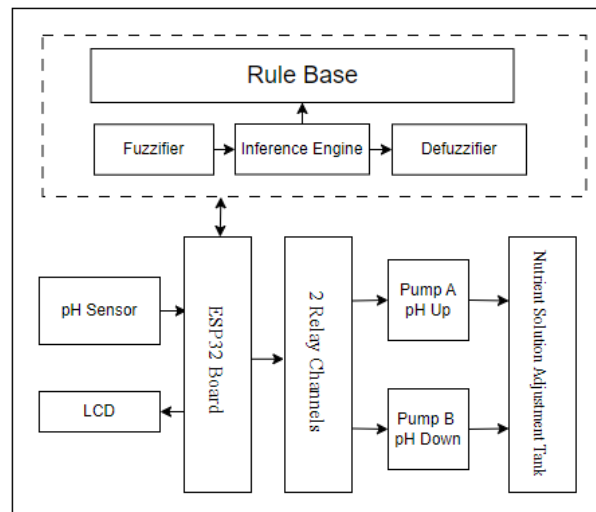 Rule Base
Fuzzifier
Inference Engine
Defuzzifier
pH Sensor
LCD
ESP32 Board
2 Relay Channels
Pump A
pH Up
Pump B
pH Down
Nutrient Solution Adjustment Tank